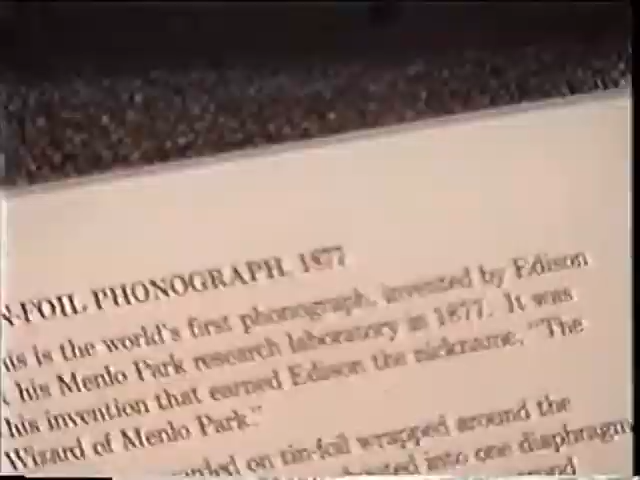 N-FOIL PHONOGRAPH 1877
is is the world's first phonograph, invented by Edison
his Menlo Park research laboratory in 1877. It was
his invention that earned Edison the nickname, "The
Wizard of Menlo Park."
on tin-foil wrapped around the
into one diaphragm